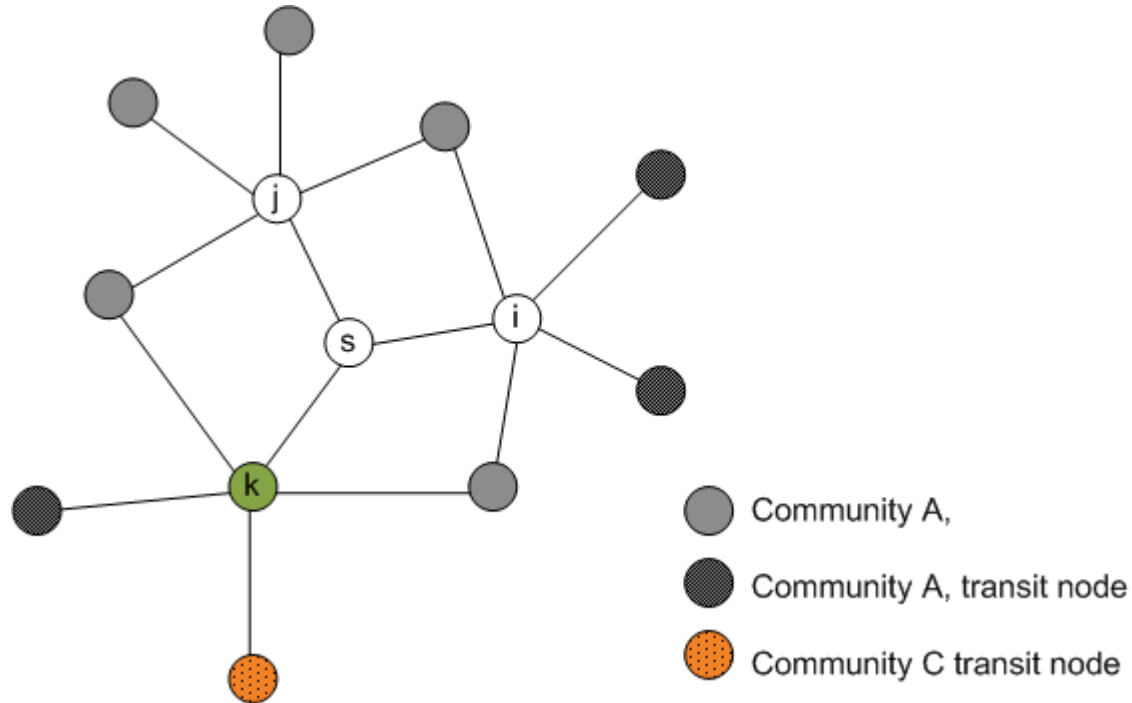 j
i
s
k
Community A,
Community A, transit node
Community C transit node